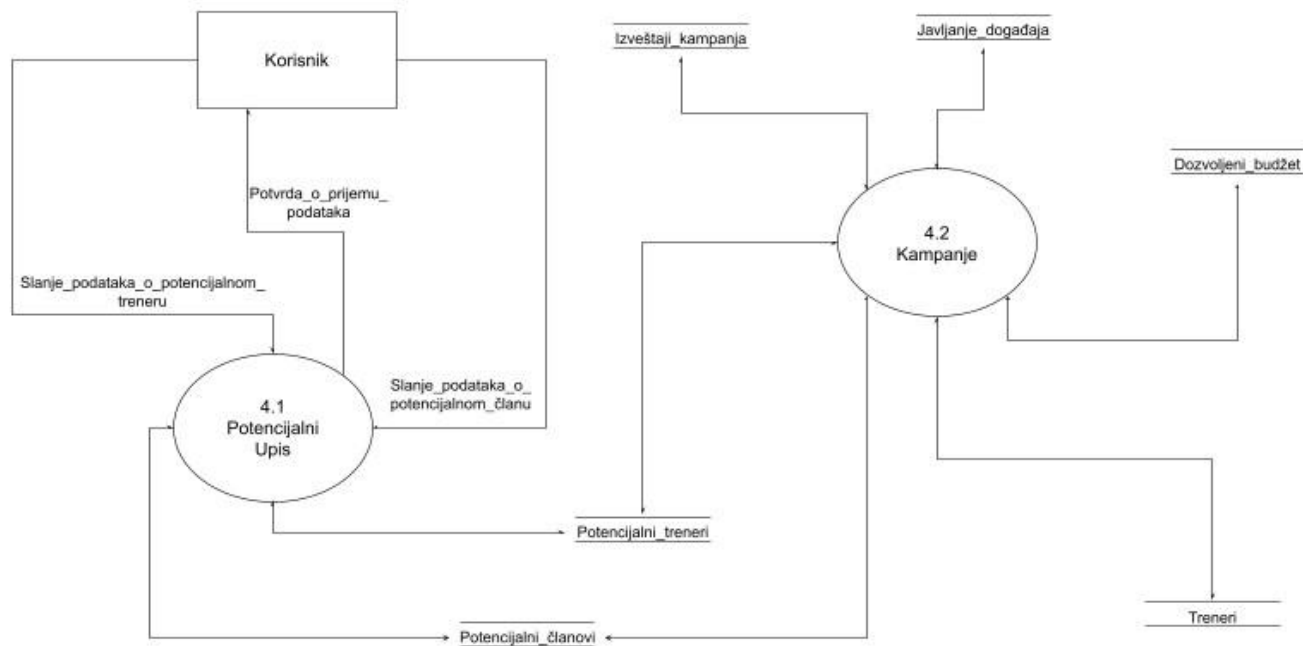 Korisnik
Izveštaji_kampanja
Javljanje_događaja
Dozvoljeni_budžet
Potvrda_o_prijemu_
podataka
4.2
Kampanje
Slanje_podataka_o_potencijalnom_
treneru
Slanje_podataka_o_
potencijalnom_članu
4.1
Potencijalni
Upis
Potencijalni_treneri
Treneri
Potencijalni_članovi